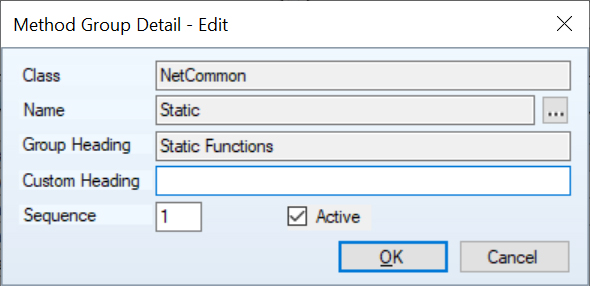 Method Group Detail - Edit
Class NetCommon
Name Static ...
Group Heading Static Functions
Custom Heading
Sequence 1 Active
OK Cancel